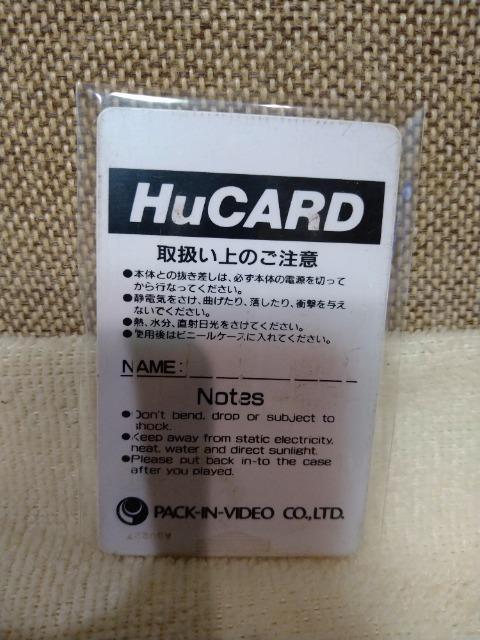 HuCARD
取扱い上のご注意
●本体との抜き差しは、必ず本体の電源を切って
から行なってください。
●静電気をさけ、曲げたり、落したり、衝撃を与え
ないでください。
●熱、水分、直射日光をさけてください。
●使用後はビニールケースに入れてください。
NAME:
Notes
●Don't bend, drop or subject to
shock.
●Keep away from static electricity,
heat, water and direct sunlight.
●Please put back in-to the case
after you played.
PACK-IN-VIDEO CO.,LTD.